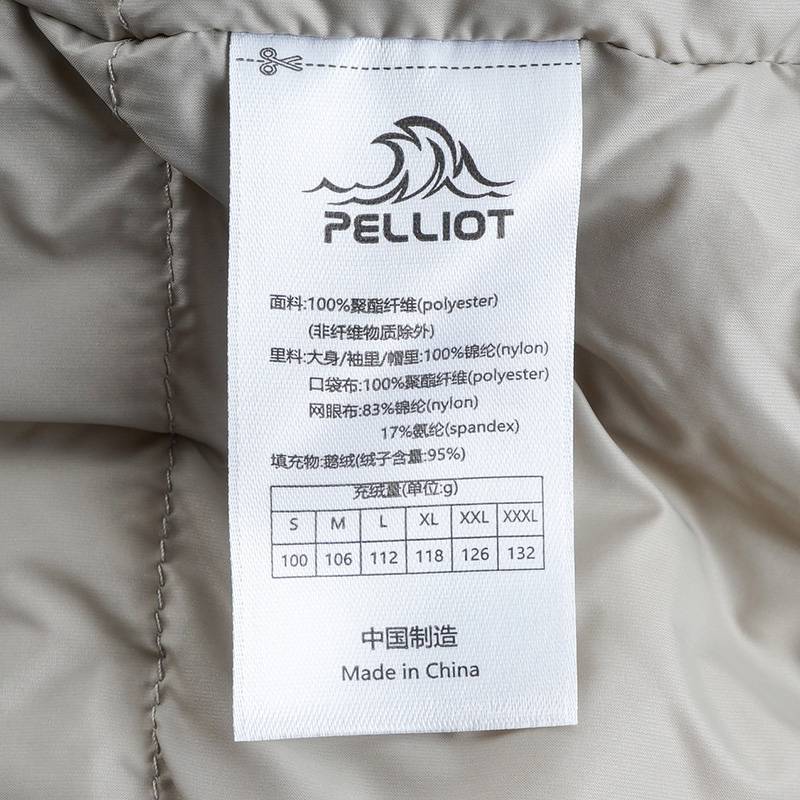 PELLIOT
面料:100%聚酯纤维(polyester)
(非纤维物质除外)
里料:大身/袖里/帽里:100%锦纶(nylon)
口袋布:100%聚酯纤维(polyester)
网眼布:83%锦纶(nylon)
17%氨纶(spandex)
填充物:鹅绒(绒子含量:95%)
充绒量(单位:g)
S M L XL XXL XXXL
100 106 112 118 126 132
中国制造
Made in China